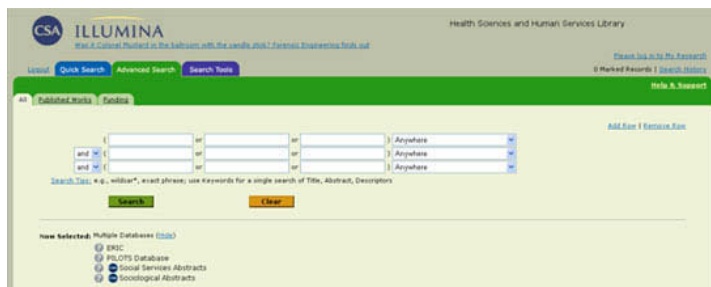 CSA ILLUMINA
Health Sciences and Human Services Library
Was it Colonel Mustard in the ballroom with the candle stick? Forensic Engineering finds out
Please log in to My Research
Logout Quick Search Advanced Search Search Tools
0 Marked Records | Search History
Help & Support
All Published Works Funding
Add Row | Remove Row
( or or ) Anywhere
and ( or or ) Anywhere
and ( or or ) Anywhere
Search Tips: e.g., wildcar*, exact phrase; use Keywords for a single search of Title, Abstract, Descriptors
Search Clear
Now Selected: Multiple Databases (Hide)
ERIC
PILOTS Database
Social Services Abstracts
Sociological Abstracts